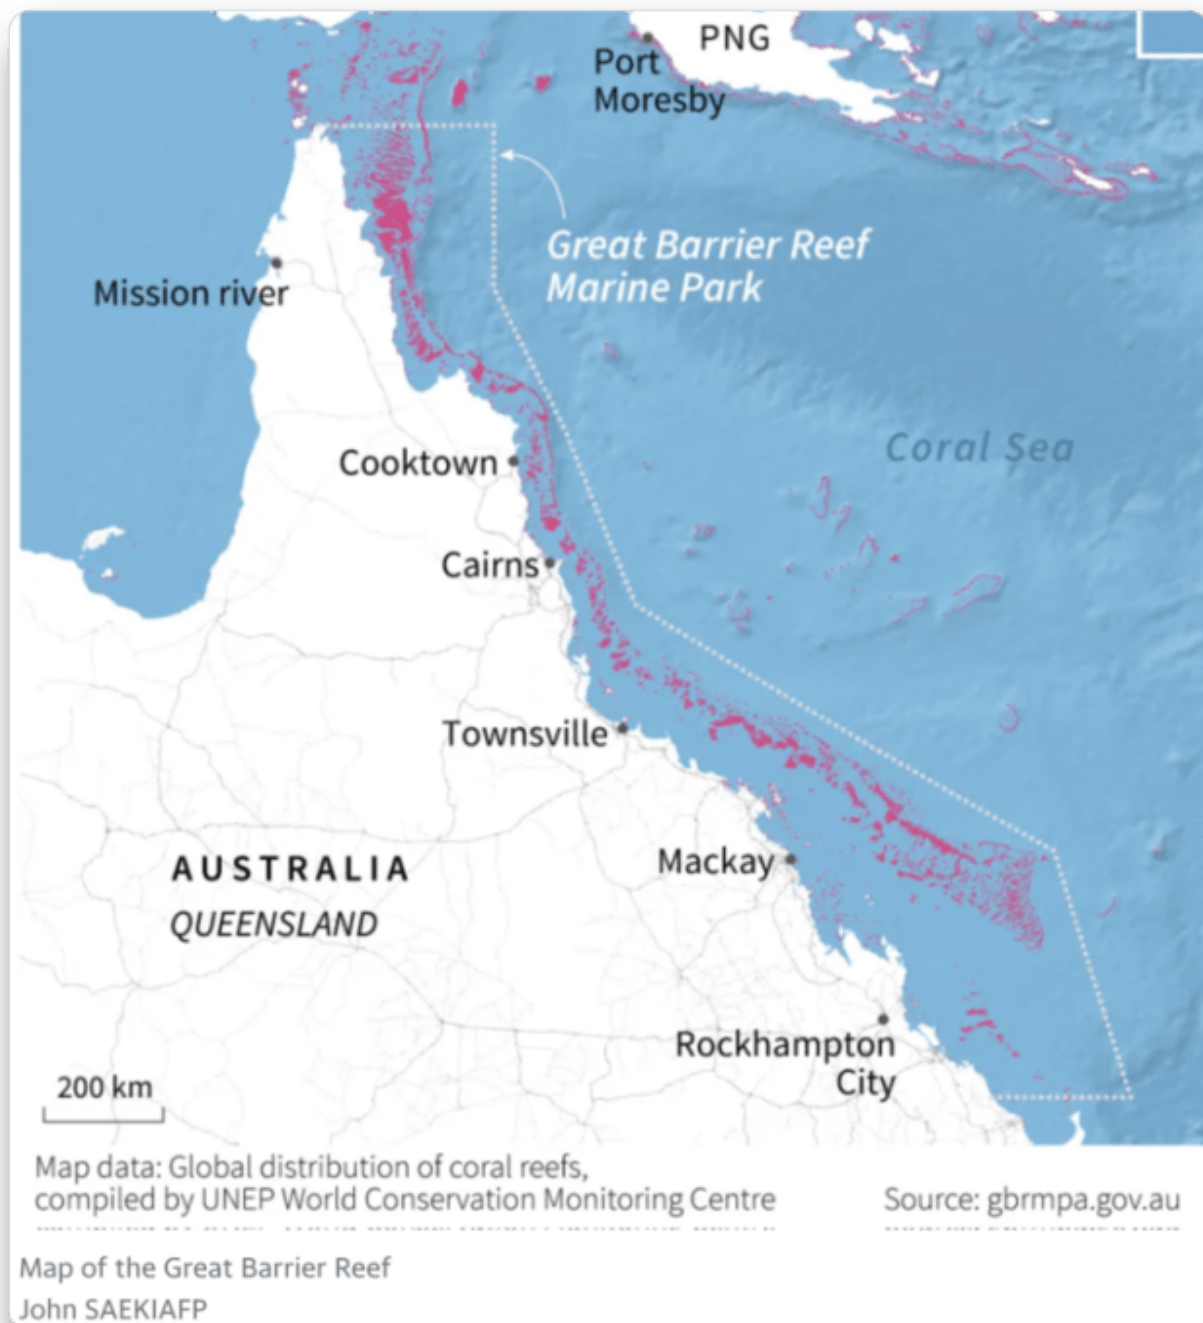 PNG
Port
Moresby
Great Barrier Reef
Marine Park
Mission river
Coral Sea
Cooktown
Cairns
Townsville
AUSTRALIA
Mackay
QUEENSLAND
Rockhampton
City
200 km
Map data: Global distribution of coral reefs,
compiled by UNEP World Conservation Monitoring Centre
Source: gbrmpa.gov.au
Map of the Great Barrier Reef
John SAEKIAFP